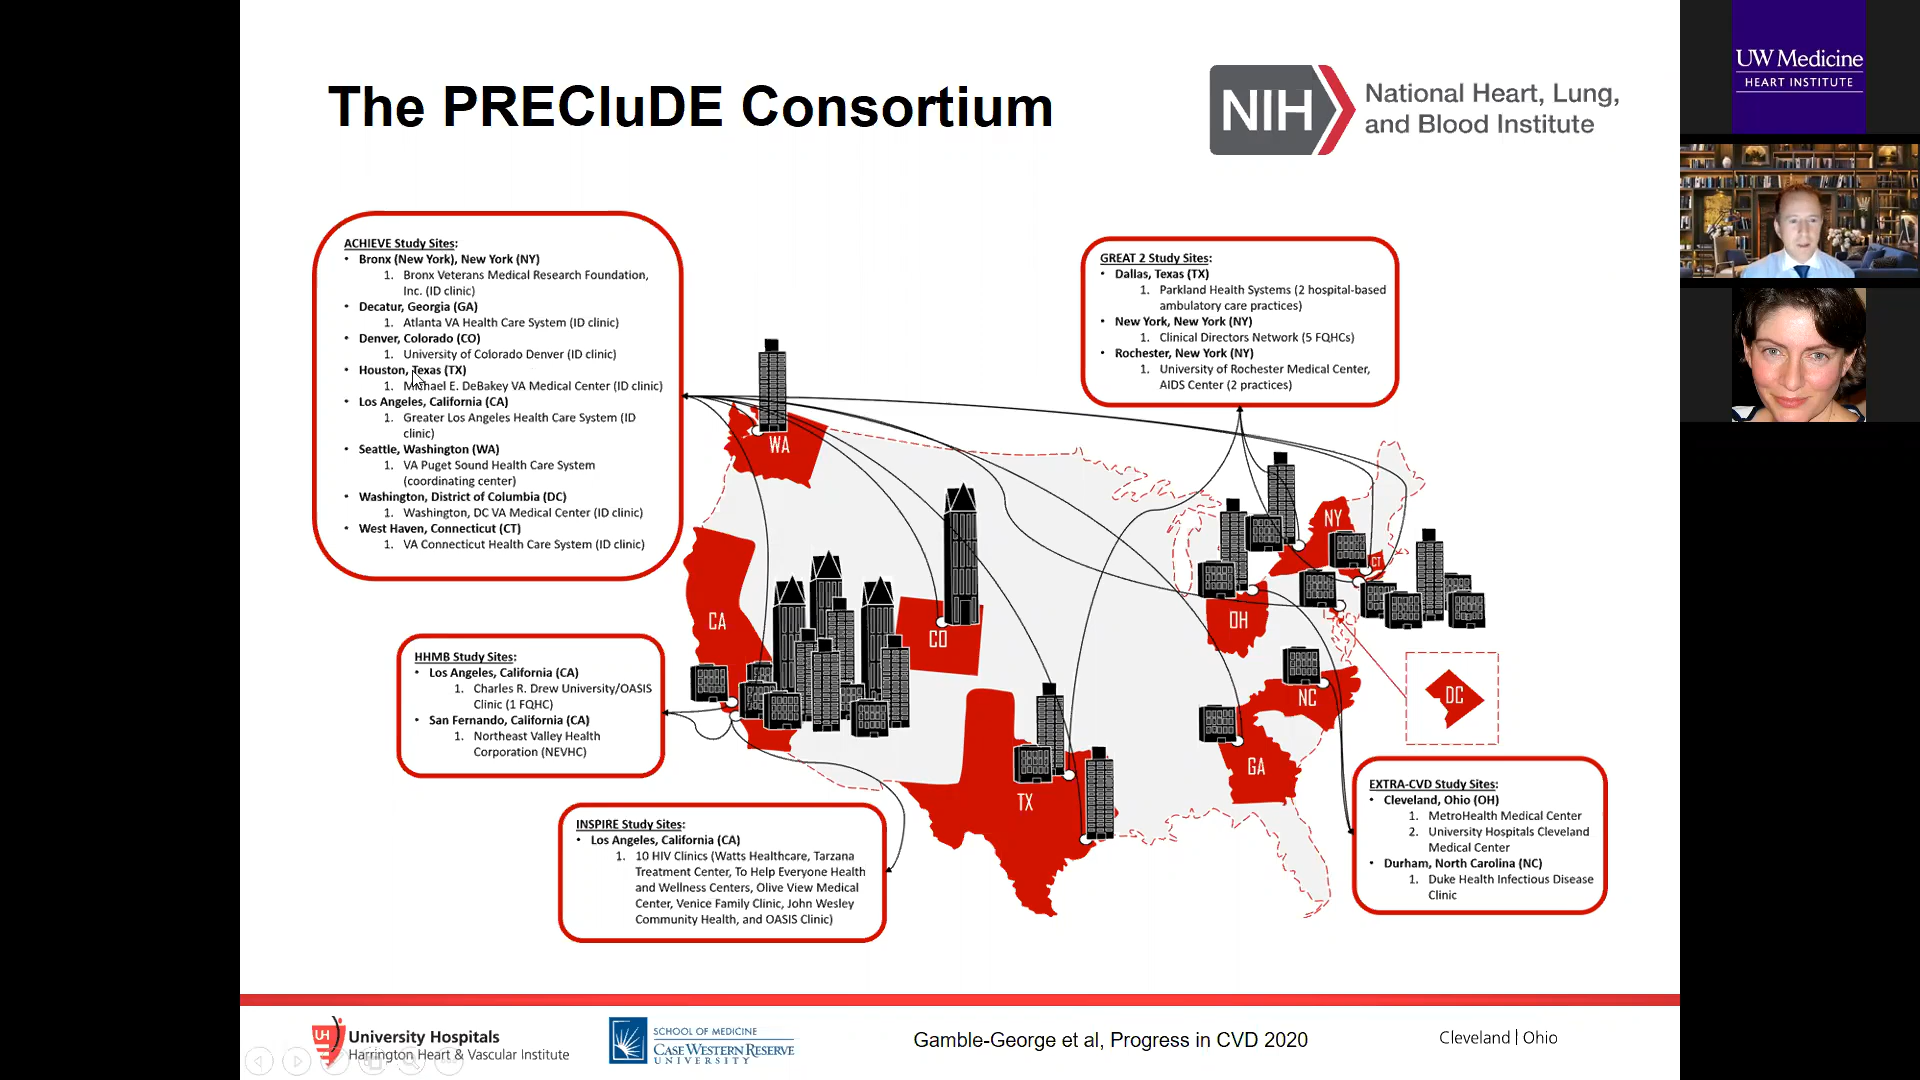 The PRECluDE Consortium
NIH
National Heart, Lung,
and Blood Institute
UW Medicine
HEART INSTITUTE
ACHIEVE Study Sites:
• Bronx (New York), New York (NY)
1. Bronx Veterans Medical Research Foundation,
Inc. (ID clinic)
• Decatur, Georgia (GA)
1. Atlanta VA Health Care System (ID clinic)
• Denver, Colorado (CO)
1. University of Colorado Denver (ID clinic)
• Houston, Texas (TX)
1. Michael E. DeBakey VA Medical Center (ID clinic)
• Los Angeles, California (CA)
1. Greater Los Angeles Health Care System (ID
clinic)
• Seattle, Washington (WA)
1. VA Puget Sound Health Care System
(coordinating center)
• Washington, District of Columbia (DC)
1. Washington, DC VA Medical Center (ID clinic)
• West Haven, Connecticut (CT)
1. VA Connecticut Health Care System (ID clinic)
GREAT 2 Study Sites:
• Dallas, Texas (TX)
1. Parkland Health Systems (2 hospital-based
ambulatory care practices)
• New York, New York (NY)
1. Clinical Directors Network (5 FQHCs)
• Rochester, New York (NY)
1. University of Rochester Medical Center,
AIDS Center (2 practices)
WA
NY
CT
CA
CO
OH
NC
DC
GA
TX
HHMB Study Sites:
• Los Angeles, California (CA)
1. Charles R. Drew University/OASIS
Clinic (1 FQHC)
• San Fernando, California (CA)
1. Northeast Valley Health
Corporation (NEVHC)
INSPIRE Study Sites:
• Los Angeles, California (CA)
1. 10 HIV Clinics (Watts Healthcare, Tarzana
Treatment Center, To Help Everyone Health
and Wellness Centers, Olive View Medical
Center, Venice Family Clinic, John Wesley
Community Health, and OASIS Clinic)
EXTRA-CVD Study Sites:
• Cleveland, Ohio (OH)
1. MetroHealth Medical Center
2. University Hospitals Cleveland
Medical Center
• Durham, North Carolina (NC)
1. Duke Health Infectious Disease
Clinic
UH
University Hospitals
Harrington Heart & Vascular Institute
SCHOOL OF MEDICINE
CASE WESTERN RESERVE
UNIVERSITY
Gamble-George et al, Progress in CVD 2020
Cleveland | Ohio